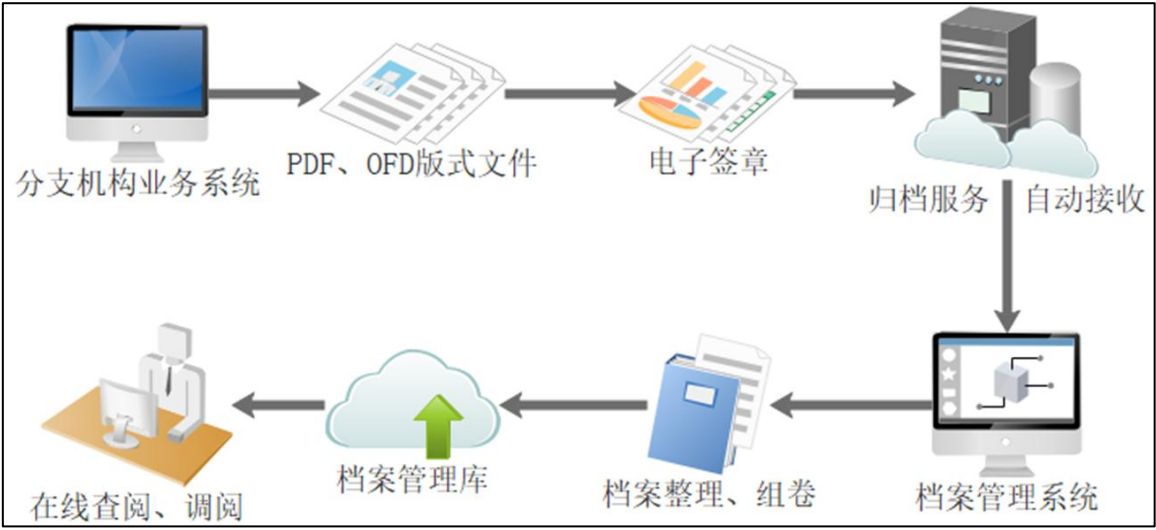 分支机构业务系统
PDF、OFD版式文件
电子签章
归档服务 自动接收
档案管理系统
档案整理、组卷
档案管理库
在线查阅、调阅